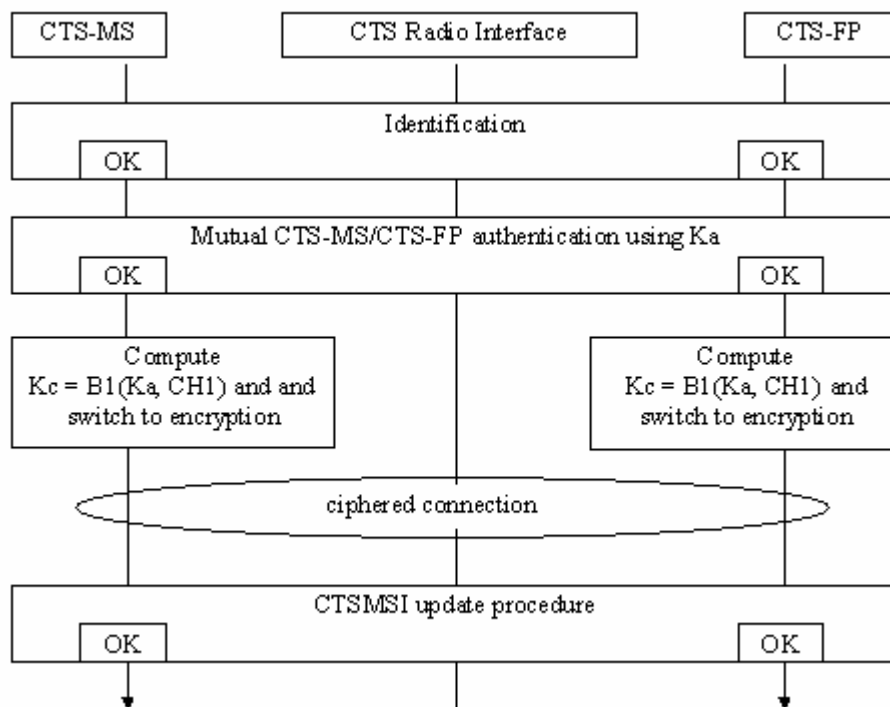 CTS-MS
CTS Radio Interface
CTS-FP
Identification
OK
OK
Mutual CTS-MS/CTS-FP authentication using Ka
OK
OK
Compute
Kc = B1(Ka, CH1) and and
switch to encryption
Compute
Kc = B1(Ka, CH1) and
switch to encryption
ciphered connection
CTSMSI update procedure
OK
OK